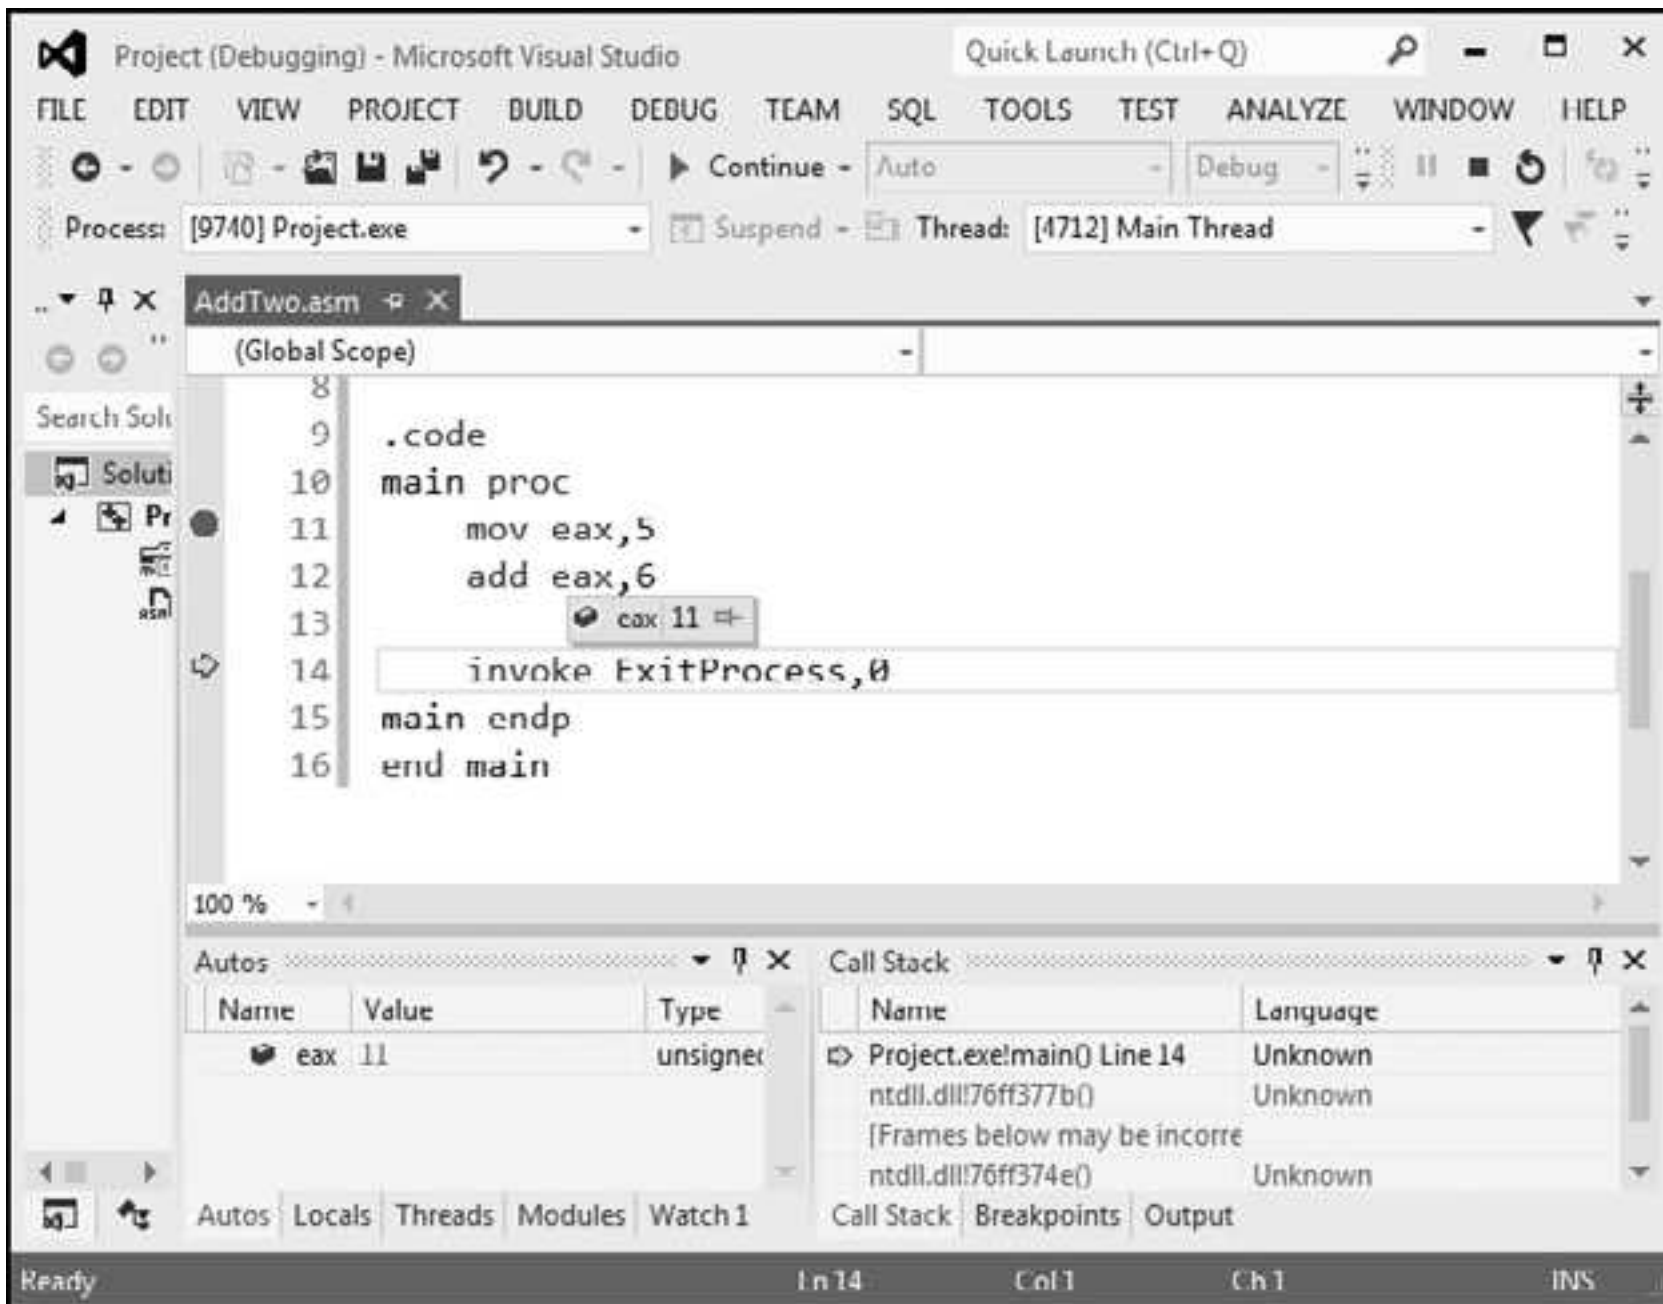 Project (Debugging) - Microsoft Visual Studio
Quick Launch (Ctrl+Q)
FILE EDIT VIEW PROJECT BUILD DEBUG TEAM SQL TOOLS TEST ANALYZE WINDOW HELP
Continue Auto Debug
Process: [9740] Project.exe Suspend Thread: [4712] Main Thread
.. AddTwo.asm
(Global Scope)
Search Solu
Soluti
Pr
8
9 .code
10 main proc
11 mov eax,5
12 add eax,6
13 eax 11
14 invoke ExitProcess,0
15 main endp
16 end main
100 %
Autos
Name Value Type
eax 11 unsigned
Autos Locals Threads Modules Watch 1
Call Stack
Name Language
Project.exe!main() Line 14 Unknown
ntdll.dll!76ff377b() Unknown
[Frames below may be incorre
ntdll.dll!76ff374e() Unknown
Call Stack Breakpoints Output
Ready Ln 14 Col 1 Ch 1 INS